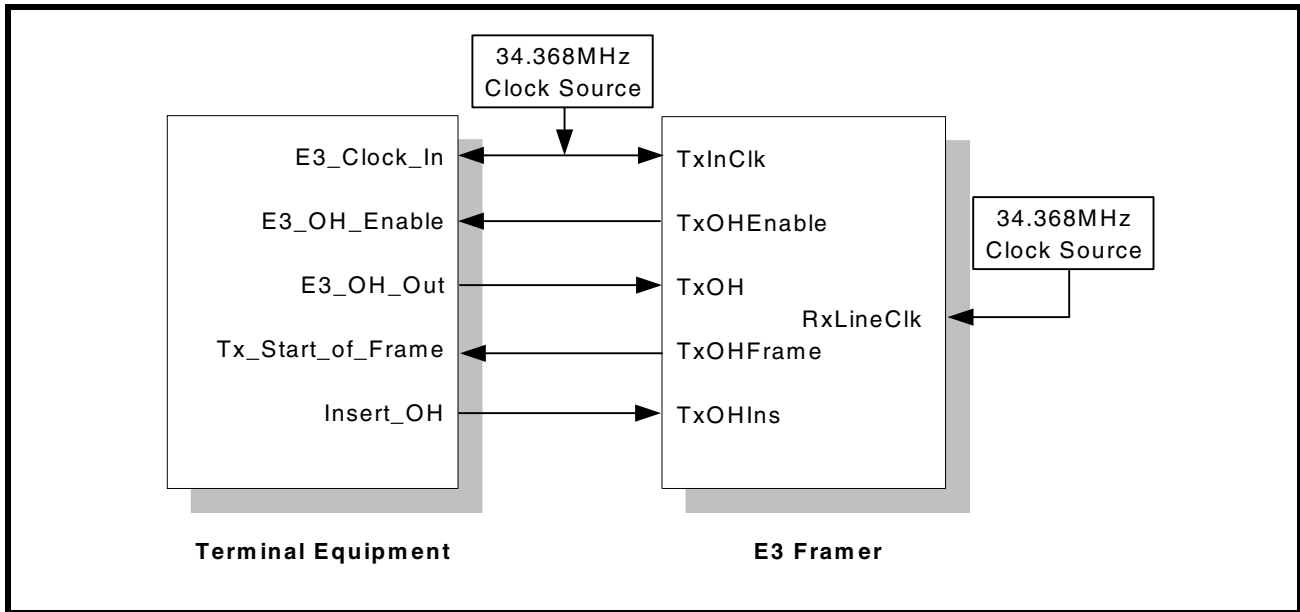 34.368MHz
Clock Source
E3_Clock_In
TxInClk
E3_OH_Enable
TxOHEnable
34.368MHz
Clock Source
E3_OH_Out
TxOH
RxLineClk
Tx_Start_of_Frame
TxOHFrame
Insert_OH
TxOHIns
Terminal Equipment
E3 Framer